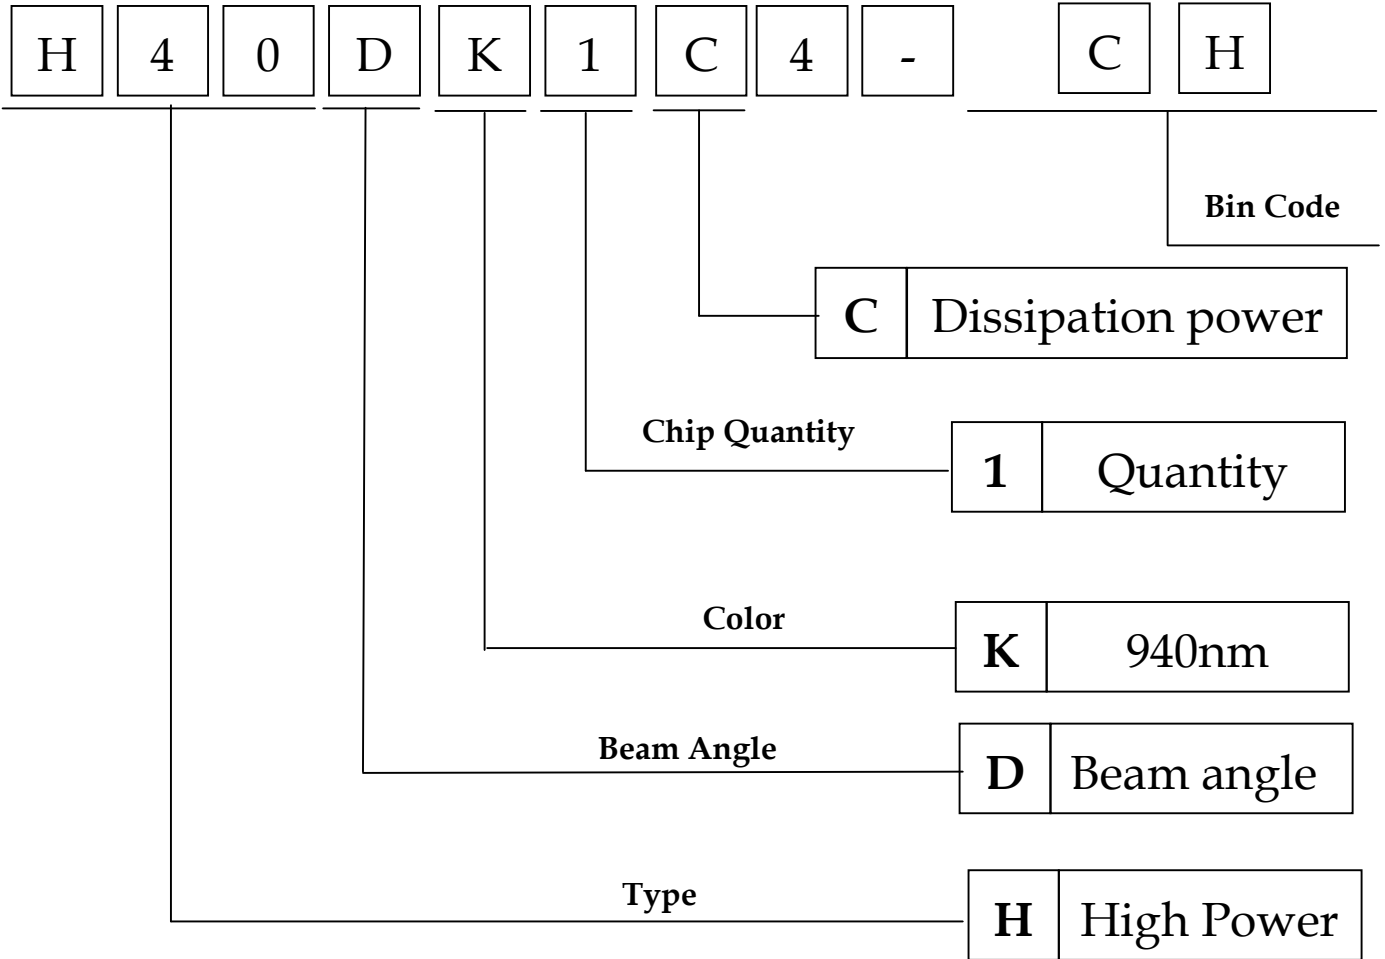 H 4 0 D K 1 C 4 - C H
Bin Code
C Dissipation power
Chip Quantity
1 Quantity
Color
K 940nm
Beam Angle
D Beam angle
Type
H High Power